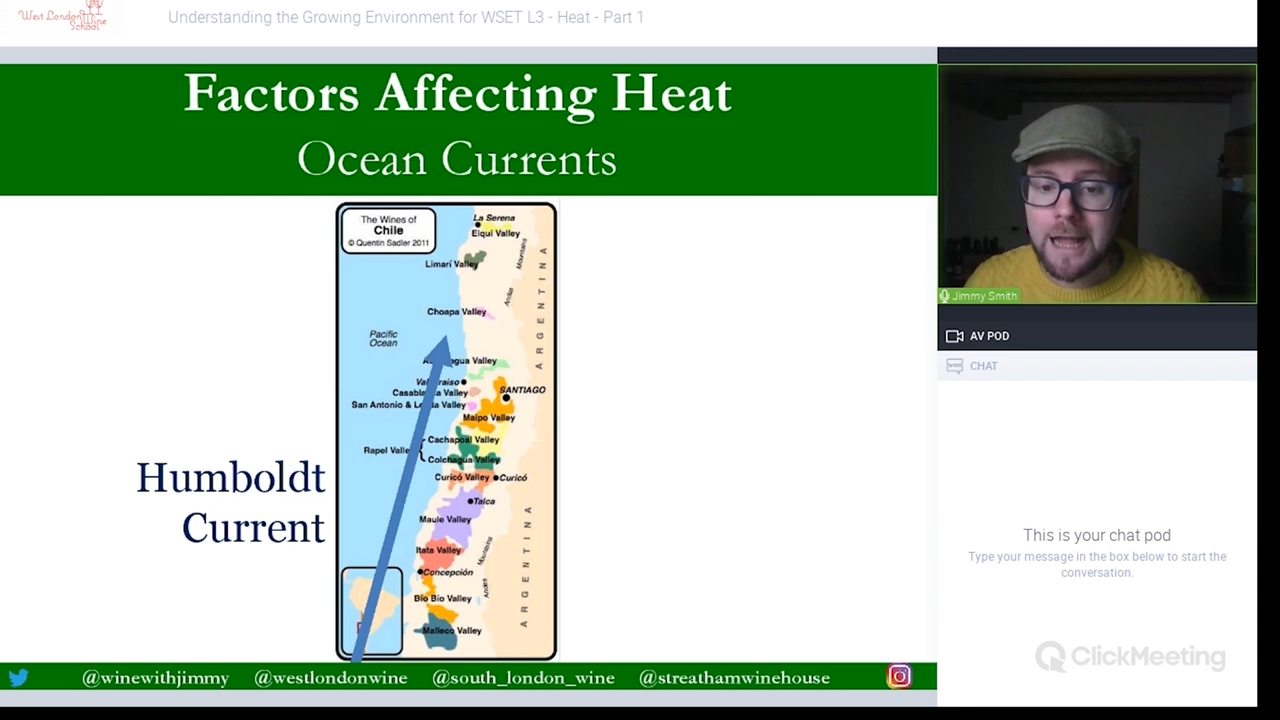 West London
Wine
School
Understanding the Growing Environment for WSET L3 - Heat - Part 1
Factors Affecting Heat
Ocean Currents
The Wines of
Chile
© Quentin Sadler 2011
La Serena
Elqui Valley
Limarí Valley
Andes
Mountains
ARGENTINA
Choapa Valley
Pacific
Ocean
Valley
SANTIAGO
Valley
San Antonio &
Valley
Maipo Valley
Cachapoal Valley
Rapel
Colchagua Valley
Curicó Valley
Curicó
Talca
Maule Valley
Itata Valley
Concepción
Andes
Mountains
ARGENTINA
Bío Bío Valley
Malleco Valley
Humboldt
Current
@winewithjimmy @westlondonwine @south_london_wine @streathamwinehouse
Jimmy Smith
AV POD
CHAT
This is your chat pod
Type your message in the box below to start the
conversation.
ClickMeeting